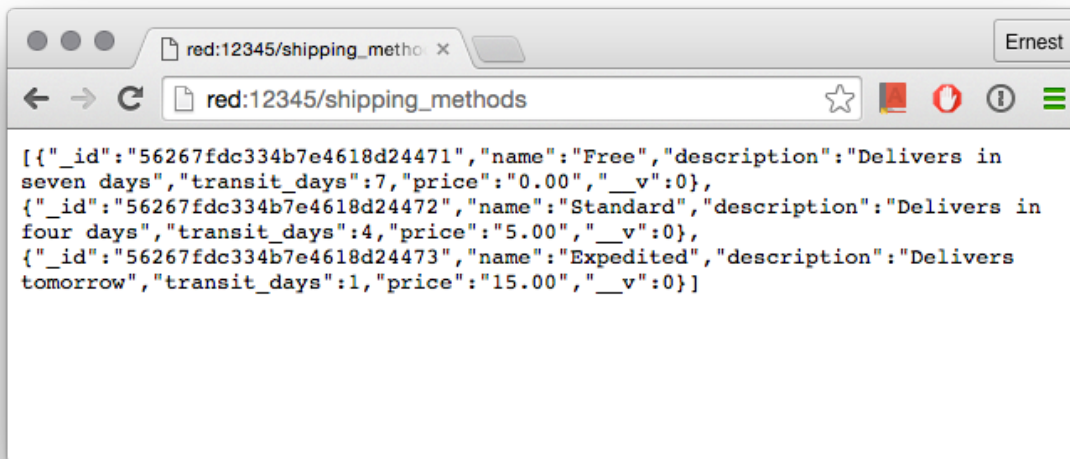 red:12345/shipping_metho
Ernest
red:12345/shipping_methods
[{"_id":"56267fdc334b7e4618d24471","name":"Free","description":"Delivers in
seven days","transit_days":7,"price":"0.00","__v":0},
{"_id":"56267fdc334b7e4618d24472","name":"Standard","description":"Delivers in
four days","transit_days":4,"price":"5.00","__v":0},
{"_id":"56267fdc334b7e4618d24473","name":"Expedited","description":"Delivers
tomorrow","transit_days":1,"price":"15.00","__v":0}]